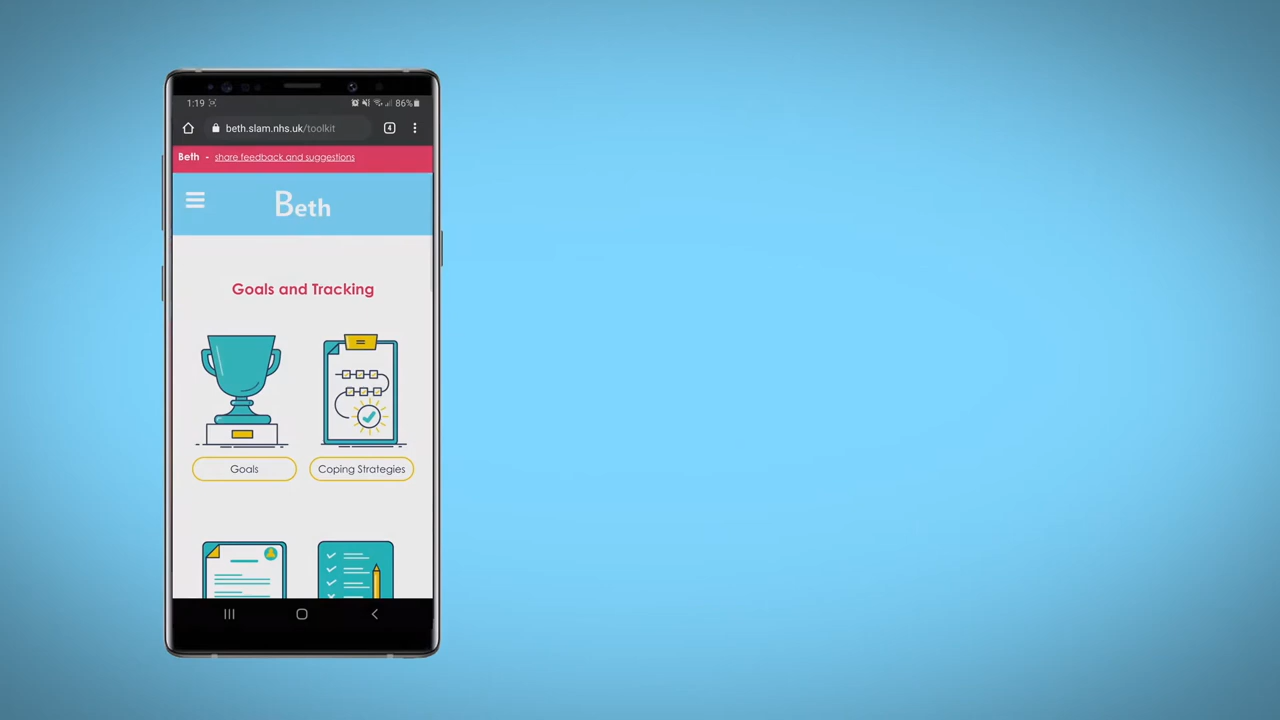 1:19 86%
beth.slam.nhs.uk/toolkit 4
Beth - share feedback and suggestions
Beth
Goals and Tracking
Goals Coping Strategies